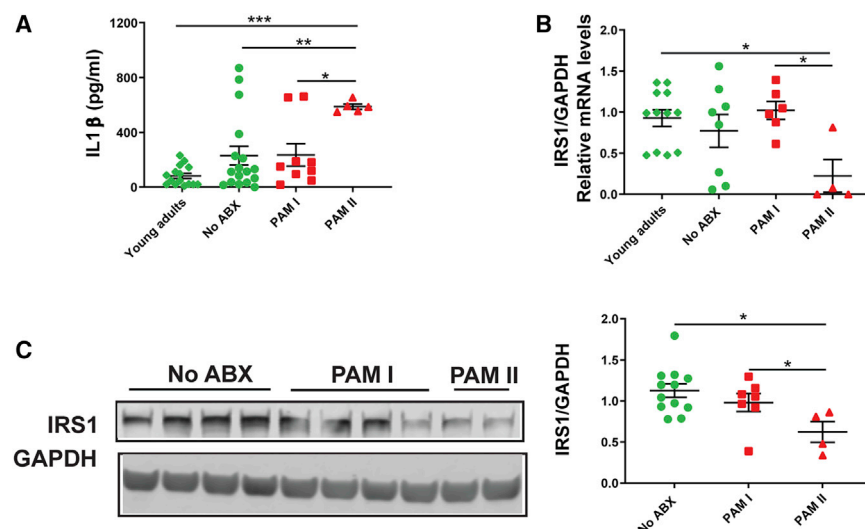 A
***
**
*
IL1 β (pg/ml)
1200
800
400
0
Young adults
No ABX
PAM I
PAM II
B
*
*
IRS1/GAPDH
Relative mRNA levels
2.0
1.5
1.0
0.5
0.0
Young adults
No ABX
PAM I
PAM II
C
No ABX
PAM I
PAM II
IRS1
GAPDH
*
*
IRS1/GAPDH
2.0
1.5
1.0
0.5
0.0
No ABX
PAM I
PAM II